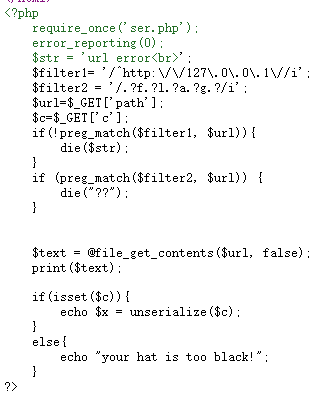 <?php
require_once('ser.php');
error_reporting(0);
$str = 'url error<br>';
$filter1= '/^http:\/\/127\.0\.0\.1\//i';
$filter2 = '/.?f.?l.?a.?g.?/i';
$url=$_GET['path'];
$c=$_GET['c'];
if(!preg_match($filter1, $url)){
die($str);
}
if (preg_match($filter2, $url)) {
die("??");
}
$text = @file_get_contents($url, false);
print($text);
if(isset($c)){
echo $x = unserialize($c);
}
else{
echo "your hat is too black!";
}
?>